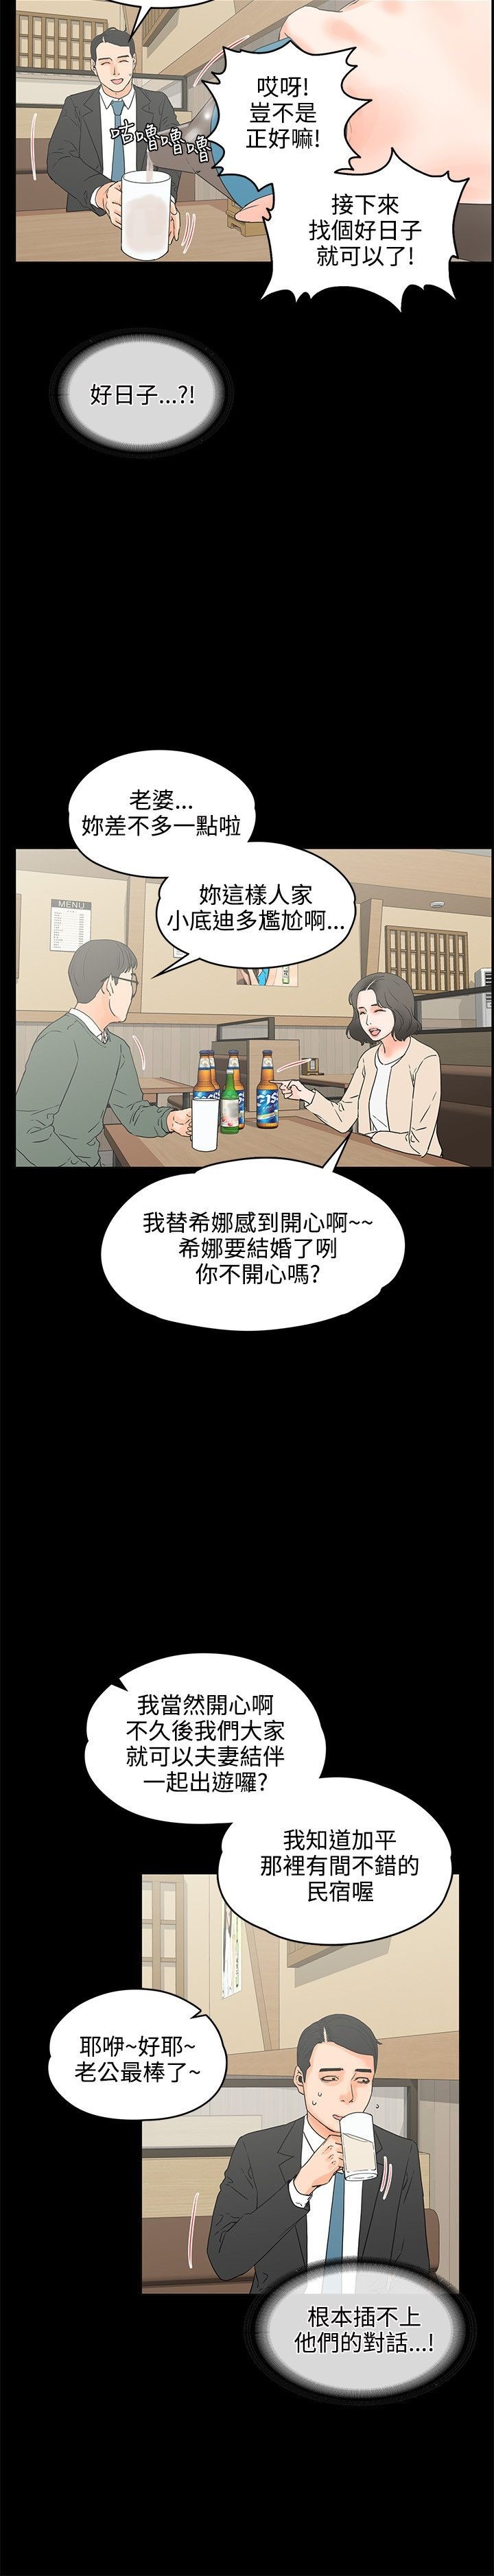 咕嚕嚕嚕
哎呀!
豈不是
正好嘛!
接下來
找個好日子
就可以了!
好日子...?!
老婆...
妳差不多一點啦
妳這樣人家
小底迪多尷尬啊...
MENU
我替希娜感到開心啊~~
希娜要結婚了咧
你不開心嗎?
我當然開心啊
不久後我們大家
就可以夫妻結伴
一起出遊囉?
我知道加平
那裡有間不錯的
民宿喔
耶咿~好耶~
老公最棒了~
根本插不上
他們的對話...!